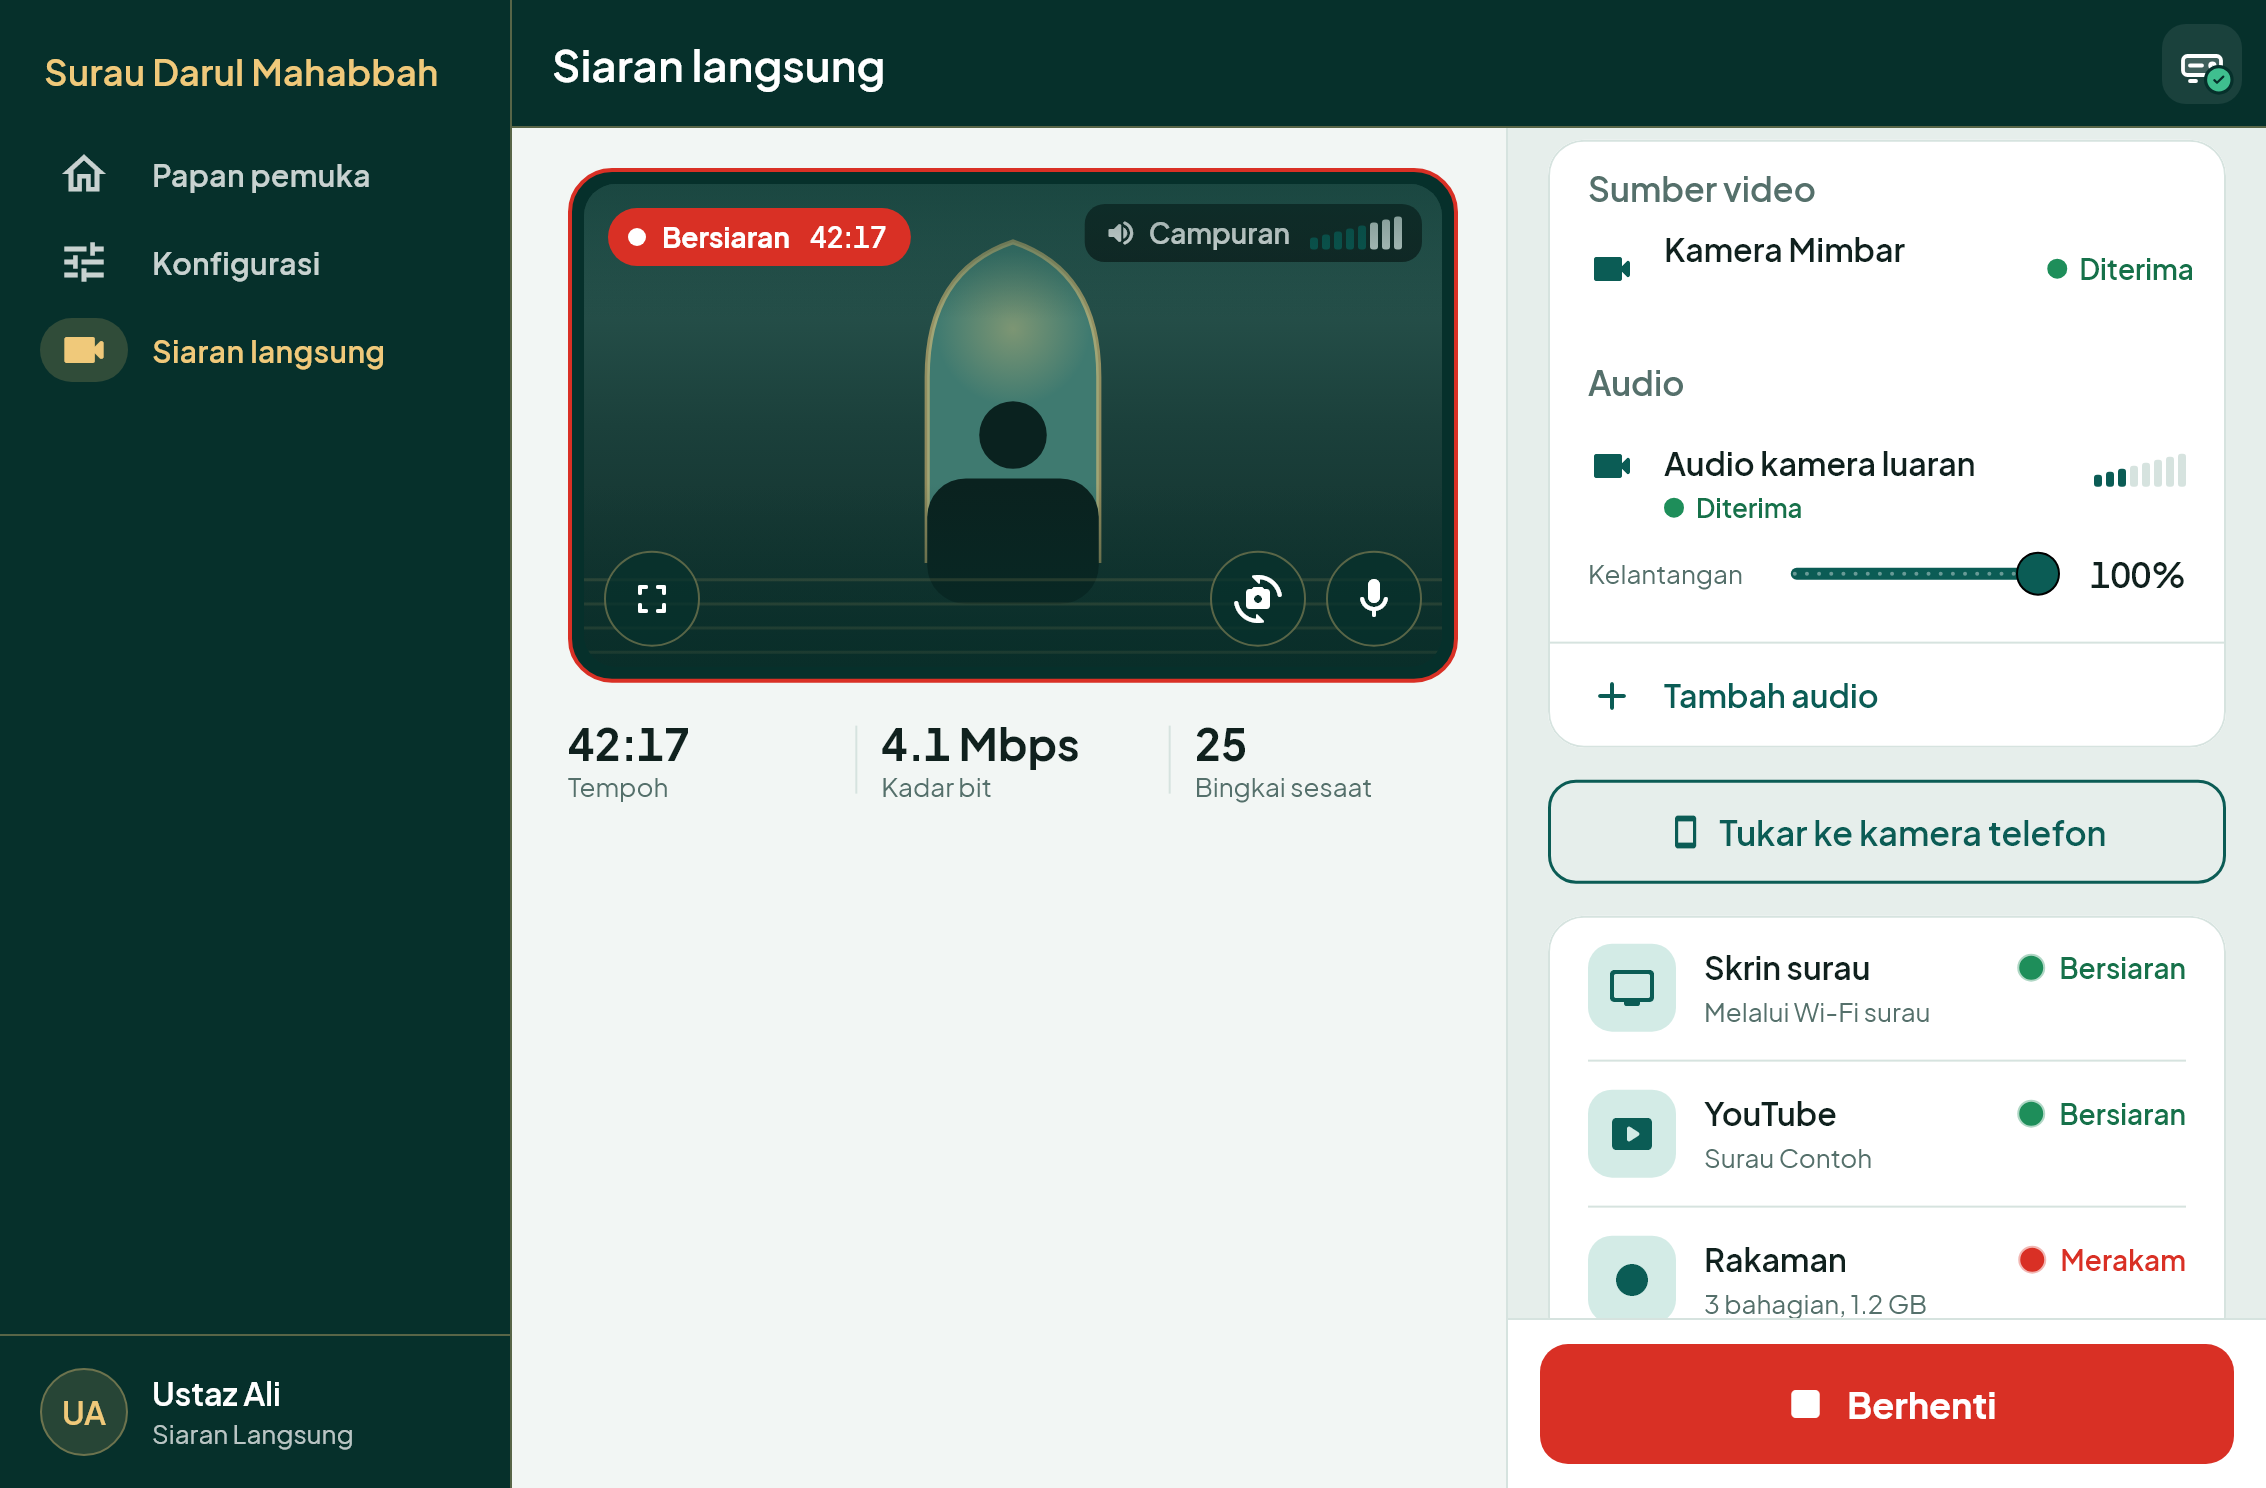 Surau Darul Mahabbah
Papan pemuka
Konfigurasi
Siaran langsung
Ustaz Ali
UA
Siaran Langsung
Siaran langsung
Bersiaran 42:17
Campuran
42:17
Tempoh
4.1 Mbps
Kadar bit
25
Bingkai sesaat
Sumber video
Kamera Mimbar
Diterima
Audio
Audio kamera luaran
Diterima
Kelantangan
100%
Tambah audio
Tukar ke kamera telefon
Skrin surau
Bersiaran
Melalui Wi-Fi surau
YouTube
Bersiaran
Surau Contoh
Rakaman
Merakam
3 bahagian, 1.2 GB
Berhenti